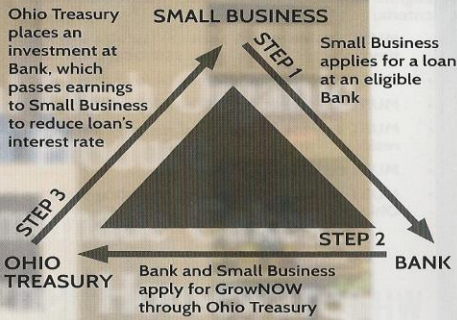 Ohio Treasury
places an
investment at
Bank, which
passes earnings
to Small Business
to reduce loan's
interest rate
SMALL BUSINESS
STEP 1
Small Business
applies for a loan
at an eligible
Bank
STEP 3
STEP 2
OHIO
TREASURY
BANK
Bank and Small Business
apply for GrowNOW
through Ohio Treasury